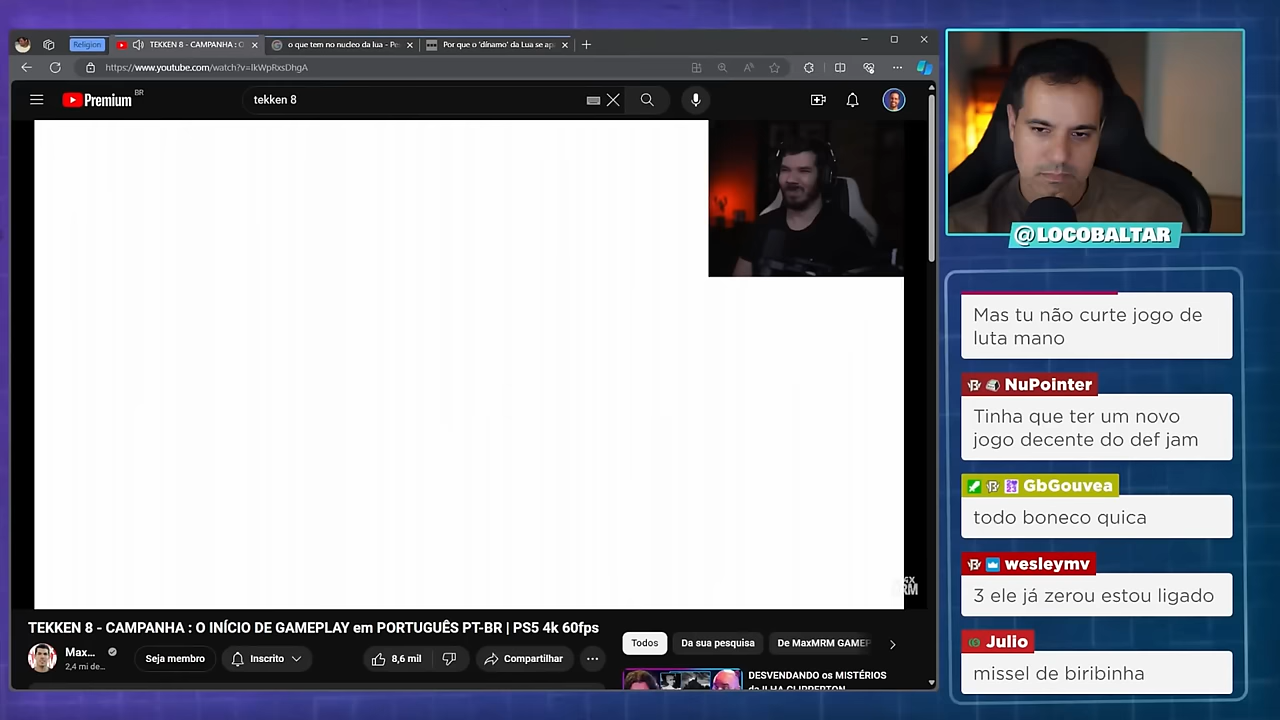 Religion
TEKKEN 8 - CAMPANHA : O
o que tem no nucleo da lua - Pe
Por que o 'dínamo' da Lua se ap
https://www.youtube.com/watch?v=lkWpRxsDhgA
Premium BR
tekken 8
@LOCOBALTAR
Mas tu não curte jogo de
luta mano
NuPointer
Tinha que ter um novo
jogo decente do def jam
GbGouvea
todo boneco quica
wesleymv
3 ele já zerou estou ligado
Julio
missel de biribinha
TEKKEN 8 - CAMPANHA : O INÍCIO DE GAMEPLAY em PORTUGUÊS PT-BR | PS5 4k 60fps
Max...
2,4 mi de...
Seja membro
Inscrito
8,6 mil
Compartilhar
Todos
Da sua pesquisa
De MaxMRM GAMEP
DESVENDANDO os MISTÉRIOS
da ILHA CLIPPERTON